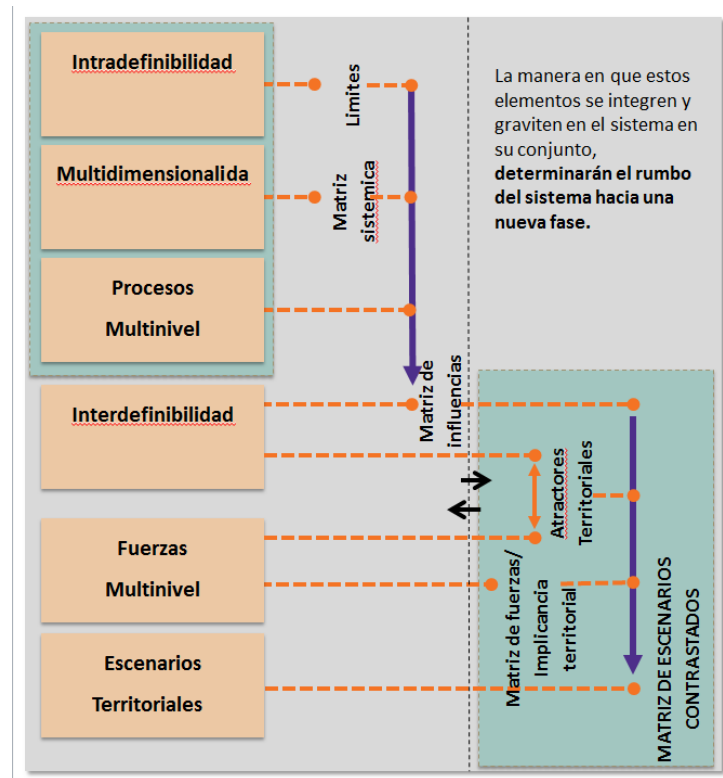 Intradefinibilidad
Limites
La manera en que estos
elementos se integren y
graviten en el sistema en
su conjunto,
determinarán el rumbo
del sistema hacia una
nueva fase.
Multidimensionalida
Matriz
sistemica
Procesos
Multinivel
Matriz de
influencias
Interdefinibilidad
Atractores
Territoriales
Fuerzas
Multinivel
Matriz de fuerzas/
Implicancia
territorial
MATRIZ DE ESCENARIOS
CONTRASTADOS
Escenarios
Territoriales